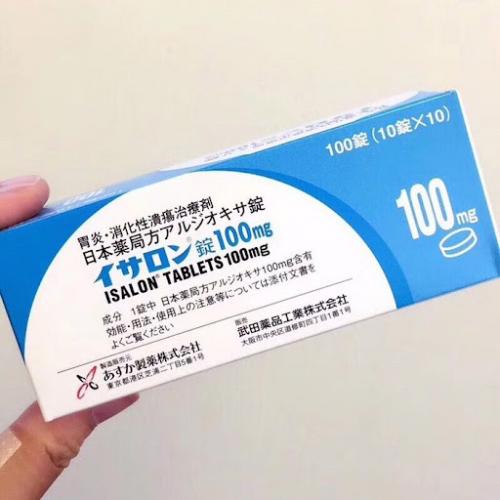 100錠(10錠×10)
100mg
100
胃炎・消化性潰瘍治療剤
日本薬局方アルジオキサ錠
イサロン®錠100mg
ISALON® TABLETS100mg
成分 1錠中 日本薬局方アルジオキサ100mg含有
効能・用法・使用上の注意等については添付文書を
よくご覧ください
製造販売元
あすか製薬株式会社
東京都港区芝浦二丁目5番1号
販売
武田薬品工業株式会社
大阪市中央区道修町四丁目1番1号